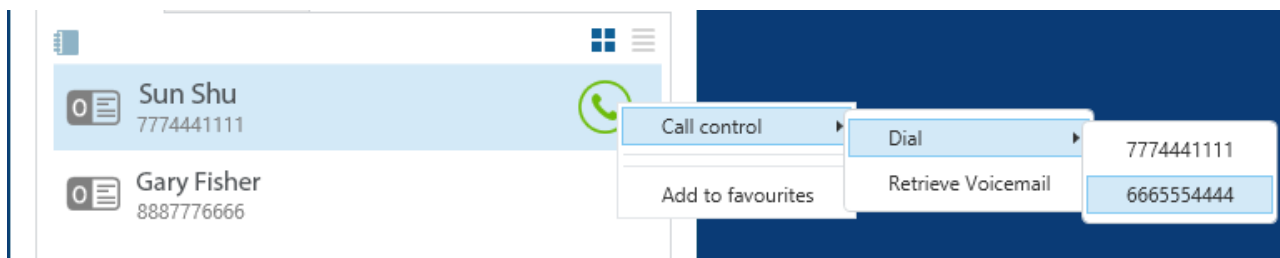 O Sun Shu
7774441111
O Gary Fisher
8887776666
Call control
Add to favourites
Dial
Retrieve Voicemail
7774441111
6665554444